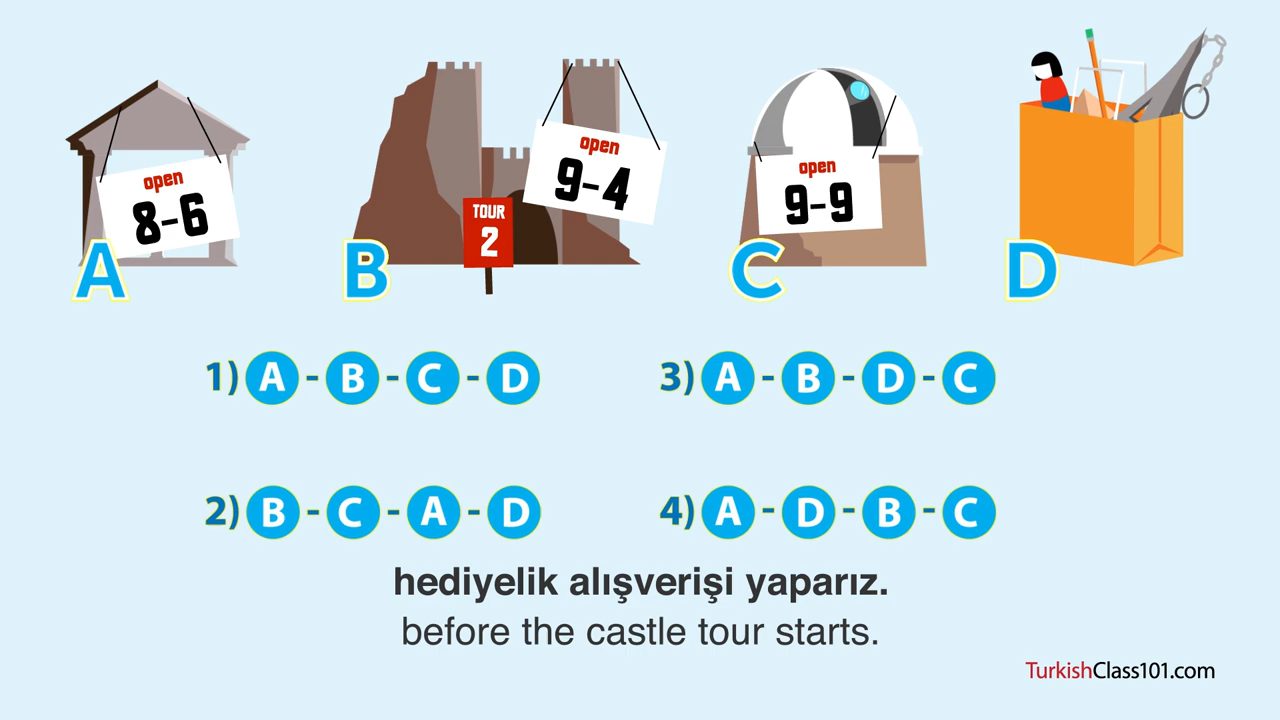 open
8-6
A
open
9-4
TOUR
2
B
open
9-9
C
D
1) A - B - C - D
3) A - B - D - C
2) B - C - A - D
4) A - D - B - C
hediyelik alışverişi yaparız.
before the castle tour starts.
TurkishClass101.com